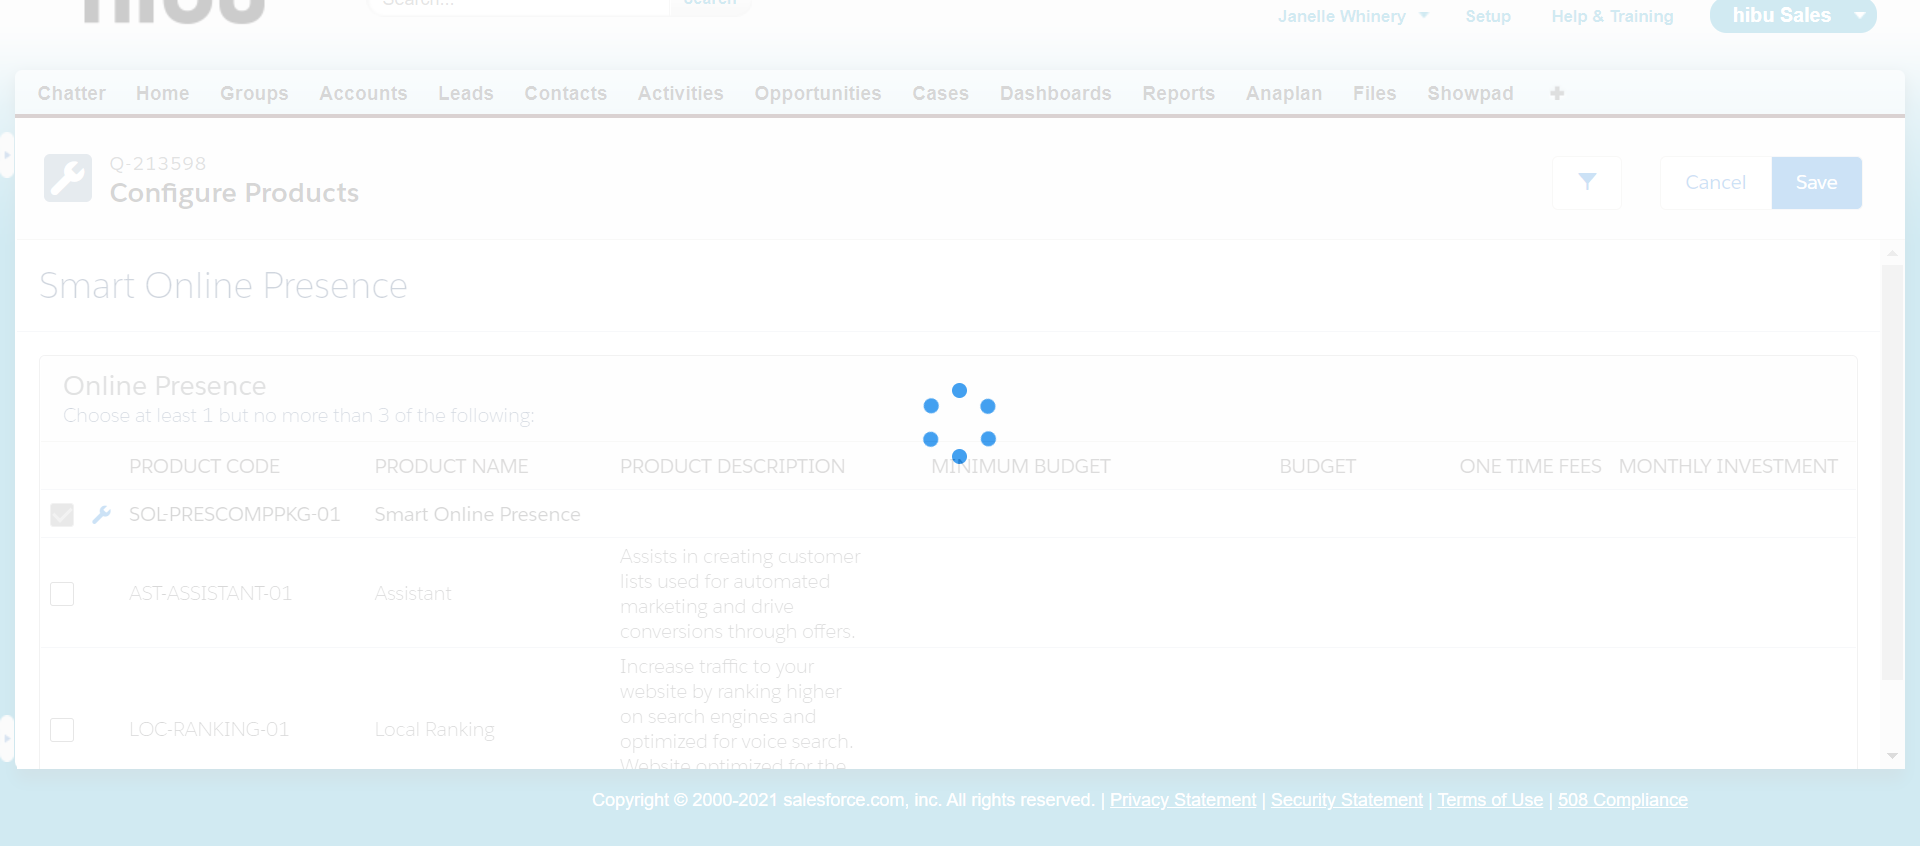 hibu
Search...
Search
Janelle Whinery
Setup
Help & Training
hibu Sales
Chatter Home Groups Accounts Leads Contacts Activities Opportunities Cases Dashboards Reports Anaplan Files Showpad
Q-213598
Configure Products
Cancel
Save
Smart Online Presence
Online Presence
Choose at least 1 but no more than 3 of the following:
PRODUCT CODE PRODUCT NAME PRODUCT DESCRIPTION MINIMUM BUDGET BUDGET ONE TIME FEES MONTHLY INVESTMENT
SOL-PRESCOMPPKG-01 Smart Online Presence
Assists in creating customer
lists used for automated
AST-ASSISTANT-01 Assistant
marketing and drive
conversions through offers.
Increase traffic to your
website by ranking higher
on search engines and
LOC-RANKING-01 Local Ranking
optimized for voice search.
Website optimized for the
Copyright © 2000-2021 salesforce.com, inc. All rights reserved. | Privacy Statement | Security Statement | Terms of Use | 508 Compliance